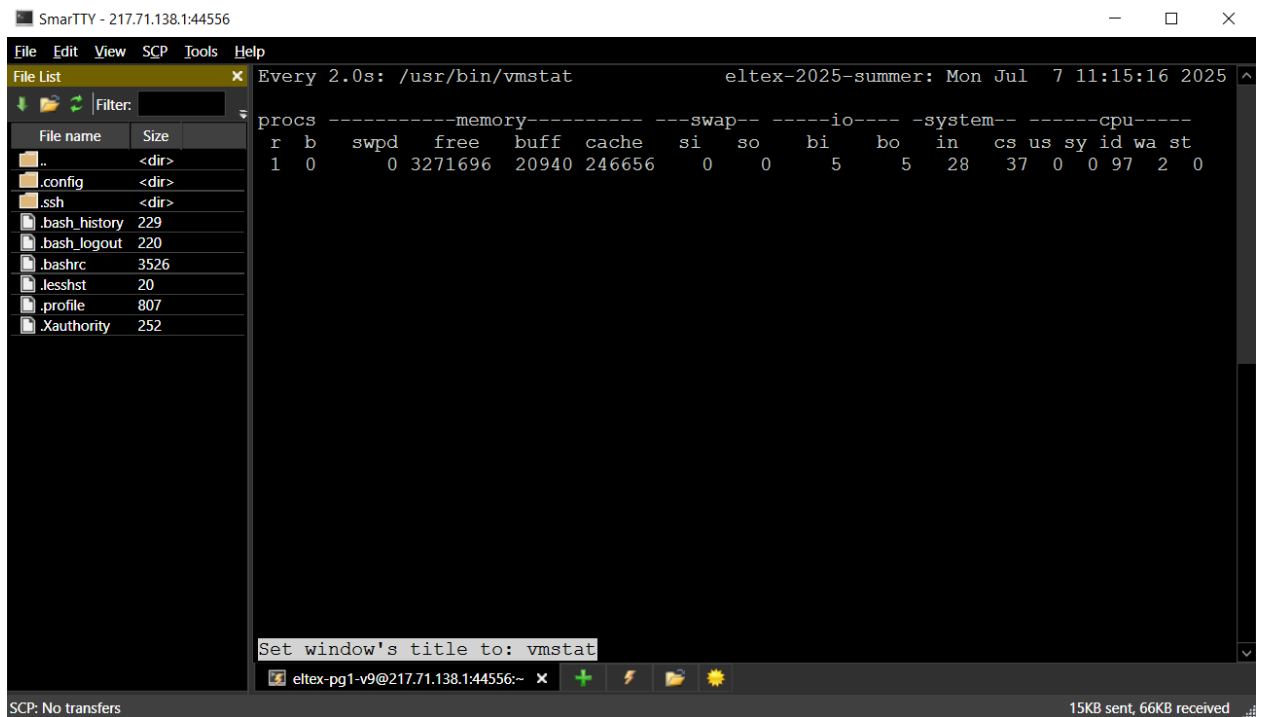 SmarTTY - 217.71.138.1:44556
File Edit View SCP Tools Help
File List
Filter:
File name Size
.. <dir>
.config <dir>
.ssh <dir>
.bash_history 229
.bash_logout 220
.bashrc 3526
.lesshst 20
.profile 807
.Xauthority 252
Every 2.0s: /usr/bin/vmstat eltex-2025-summer: Mon Jul 7 11:15:16 2025
procs -----------memory---------- ---swap-- -----io---- -system-- ------cpu-----
r b swpd free buff cache si so bi bo in cs us sy id wa st
1 0 0 3271696 20940 246656 0 0 5 5 28 37 0 0 97 2 0
Set window's title to: vmstat
eltex-pg1-v9@217.71.138.1:44556:~
SCP: No transfers
15KB sent, 66KB received